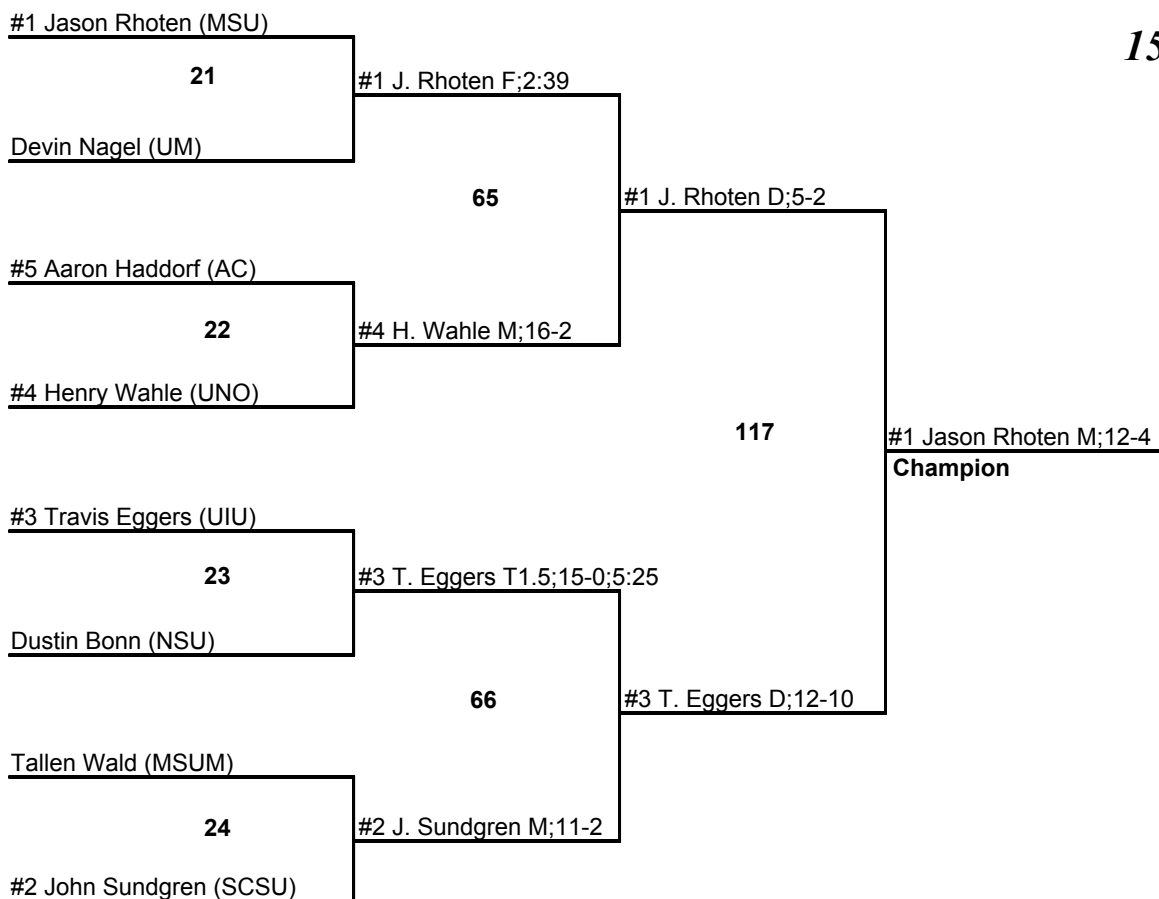 #1 Jason Rhoten (MSU)
15
21
#1 J. Rhoten F;2:39
Devin Nagel (UM)
65
#1 J. Rhoten D;5-2
#5 Aaron Haddorf (AC)
22
#4 H. Wahle M;16-2
#4 Henry Wahle (UNO)
117
#1 Jason Rhoten M;12-4
Champion
#3 Travis Eggers (UIU)
23
#3 T. Eggers T1.5;15-0;5:25
Dustin Bonn (NSU)
66
#3 T. Eggers D;12-10
Tallen Wald (MSUM)
24
#2 J. Sundgren M;11-2
#2 John Sundgren (SCSU)